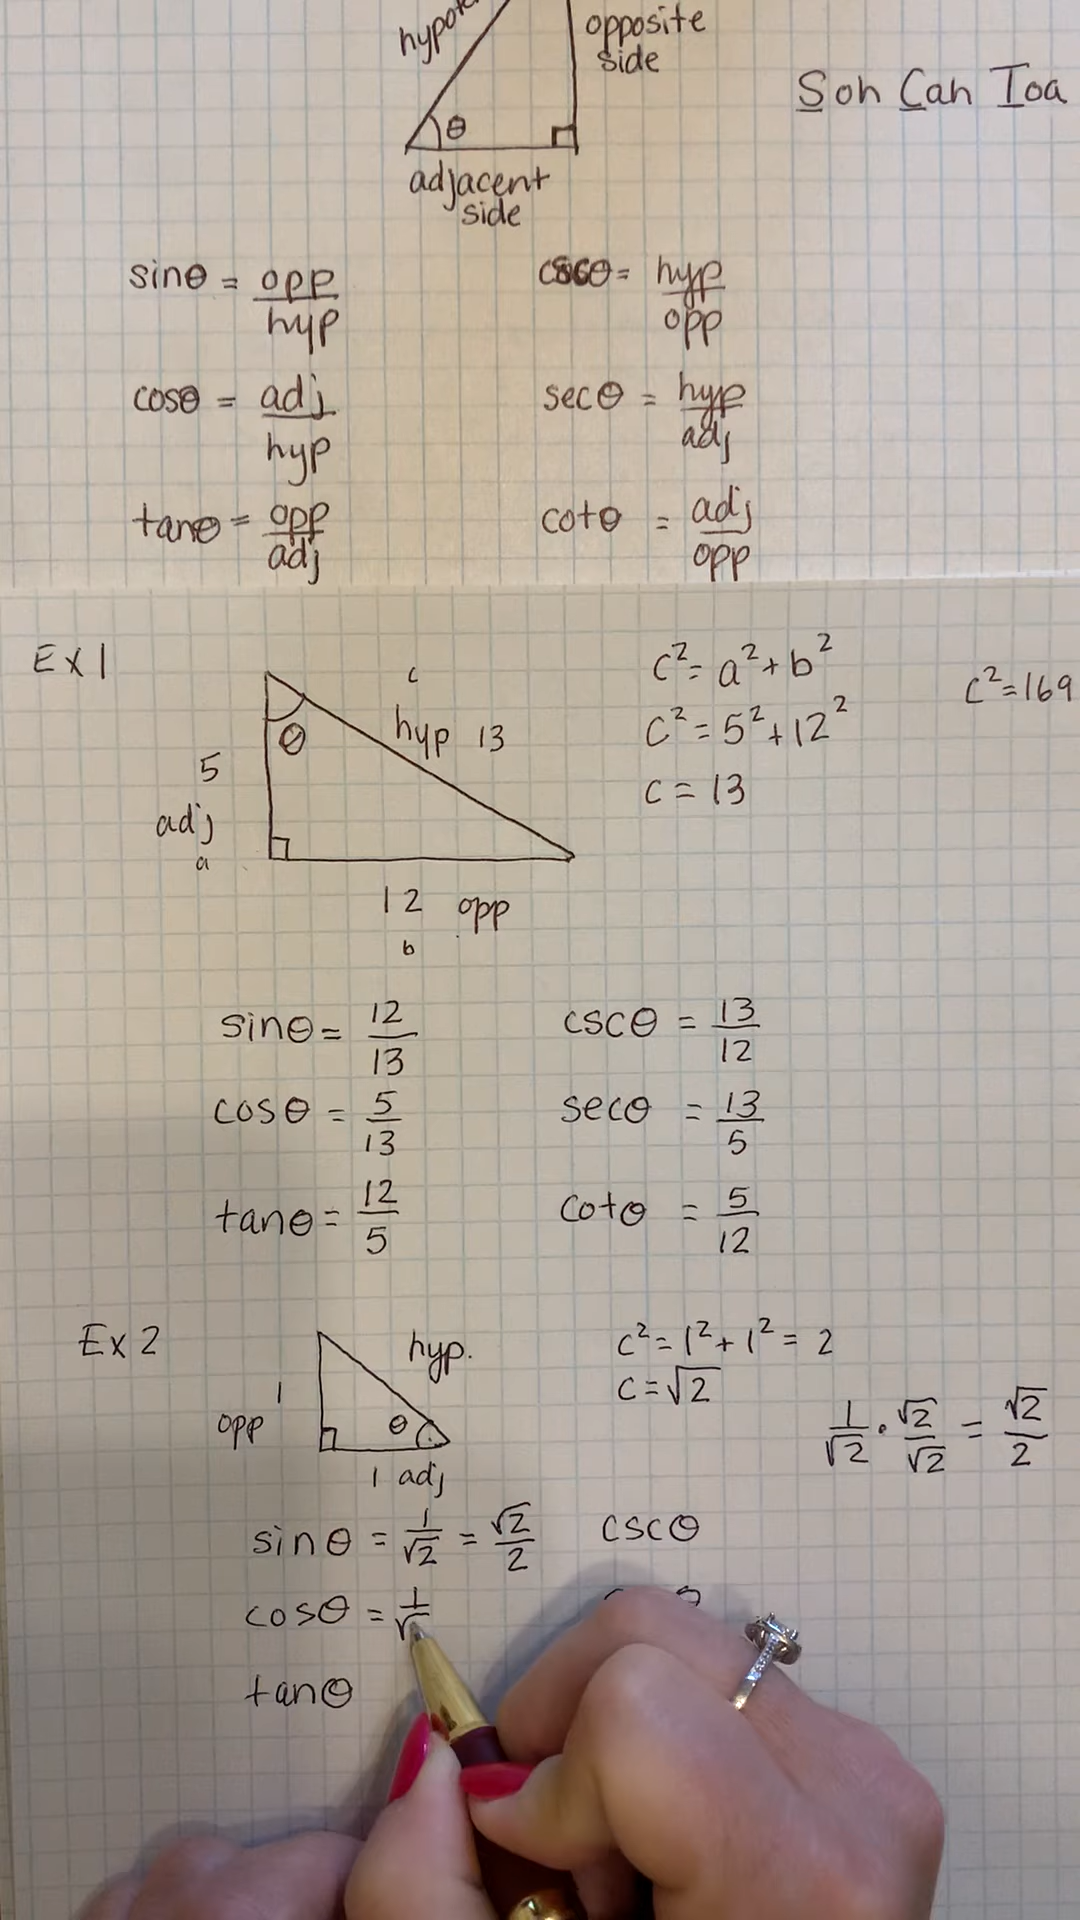 opposite
side
Soh Cah Toa
θ
adjacent
side
sinθ = opp/hyp
cscθ = hyp/opp
cosθ = adj/hyp
secθ = hyp/adj
tanθ = opp/adj
cotθ = adj/opp
Ex 1
c
hyp 13
θ
5
adj
a
12 opp
b
c² = a² + b²
c² = 5² + 12²
c = 13
c² = 169
sinθ = 12/13
cscθ = 13/12
cosθ = 5/13
secθ = 13/5
tanθ = 12/5
cotθ = 5/12
Ex 2
hyp.
1
opp
θ
1 adj
c² = 1² + 1² = 2
c = √2
1/√2 · √2/√2 = √2/2
sinθ = 1/√2 = √2/2
cscθ
cosθ = 1/√
tanθ